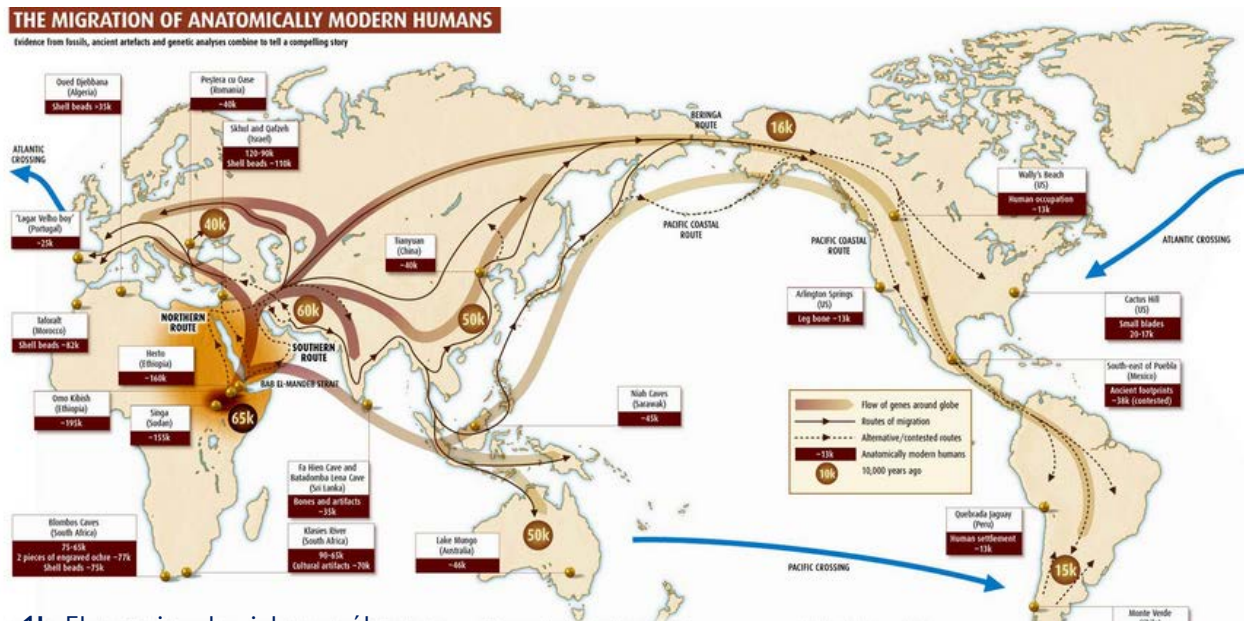 THE MIGRATION OF ANATOMICALLY MODERN HUMANS
Evidence from fossils, ancient artefacts and genetic analyses combine to tell a compelling story
Oued Djebbana
(Algeria)
Shell beads >35k
Peștera cu Oase
(Romania)
~40k
Skhul and Qafzeh
(Israel)
120-90k
Shell beads ~110k
ATLANTIC
CROSSING
'Lagar Velho boy'
(Portugal)
~25k
40k
Taforalt
(Morocco)
Shell beads ~82k
NORTHERN
ROUTE
60k
SOUTHERN
ROUTE
Tianyuan
(China)
~40k
50k
Herto
(Ethiopia)
~160k
BAB EL-MANDEB STRAIT
Omo Kibish
(Ethiopia)
~195k
Singa
(Sudan)
~155k
65k
Niah Caves
(Sarawak)
~45k
Fa Hien Cave and
Batadomba Lena Cave
(Sri Lanka)
Bones and artifacts
~35k
Blombos Caves
(South Africa)
75-65k
2 pieces of engraved ochre ~77k
Shell beads ~75k
Klasies River
(South Africa)
90-65k
Cultural artifacts ~70k
Lake Mungo
(Australia)
~46k
50k
BERINGA
ROUTE
16k
PACIFIC COASTAL
ROUTE
PACIFIC COASTAL
ROUTE
Wally's Beach
(US)
Human occupation
~13k
ATLANTIC CROSSING
Arlington Springs
(US)
Leg bone ~13k
Cactus Hill
(US)
Small blades
20-17k
South-east of Puebla
(Mexico)
Ancient footprints
~38k (contested)
Flow of genes around globe
Routes of migration
Alternative/contested routes
~13k Anatomically modern humans
10k 10,000 years ago
Quebrada Jaguay
(Peru)
Human settlement
~13k
15k
PACIFIC CROSSING
Monte Verde